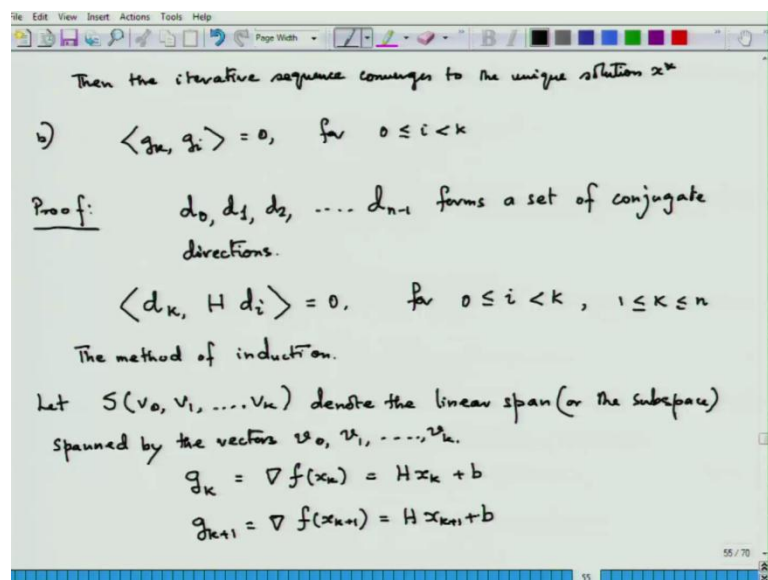 File Edit View Insert Actions Tools Help
Page Width
Then the iterative sequence converges to the unique solution x*
b) ⟨g_k, g_i⟩ = 0, for 0 ≤ i < k
Proof: d_0, d_1, d_2, .... d_{n-1} forms a set of conjugate
directions.
⟨d_k, H d_i⟩ = 0. for 0 ≤ i < k , 1 ≤ k ≤ n
The method of induction.
Let S(v_0, v_1, .... v_k) denote the linear span (or the subspace)
spanned by the vectors v_0, v_1, ...., v_k.
g_k = ∇ f(x_k) = H x_k + b
g_{k+1} = ∇ f(x_{k+1}) = H x_{k+1} + b
55 / 70
55